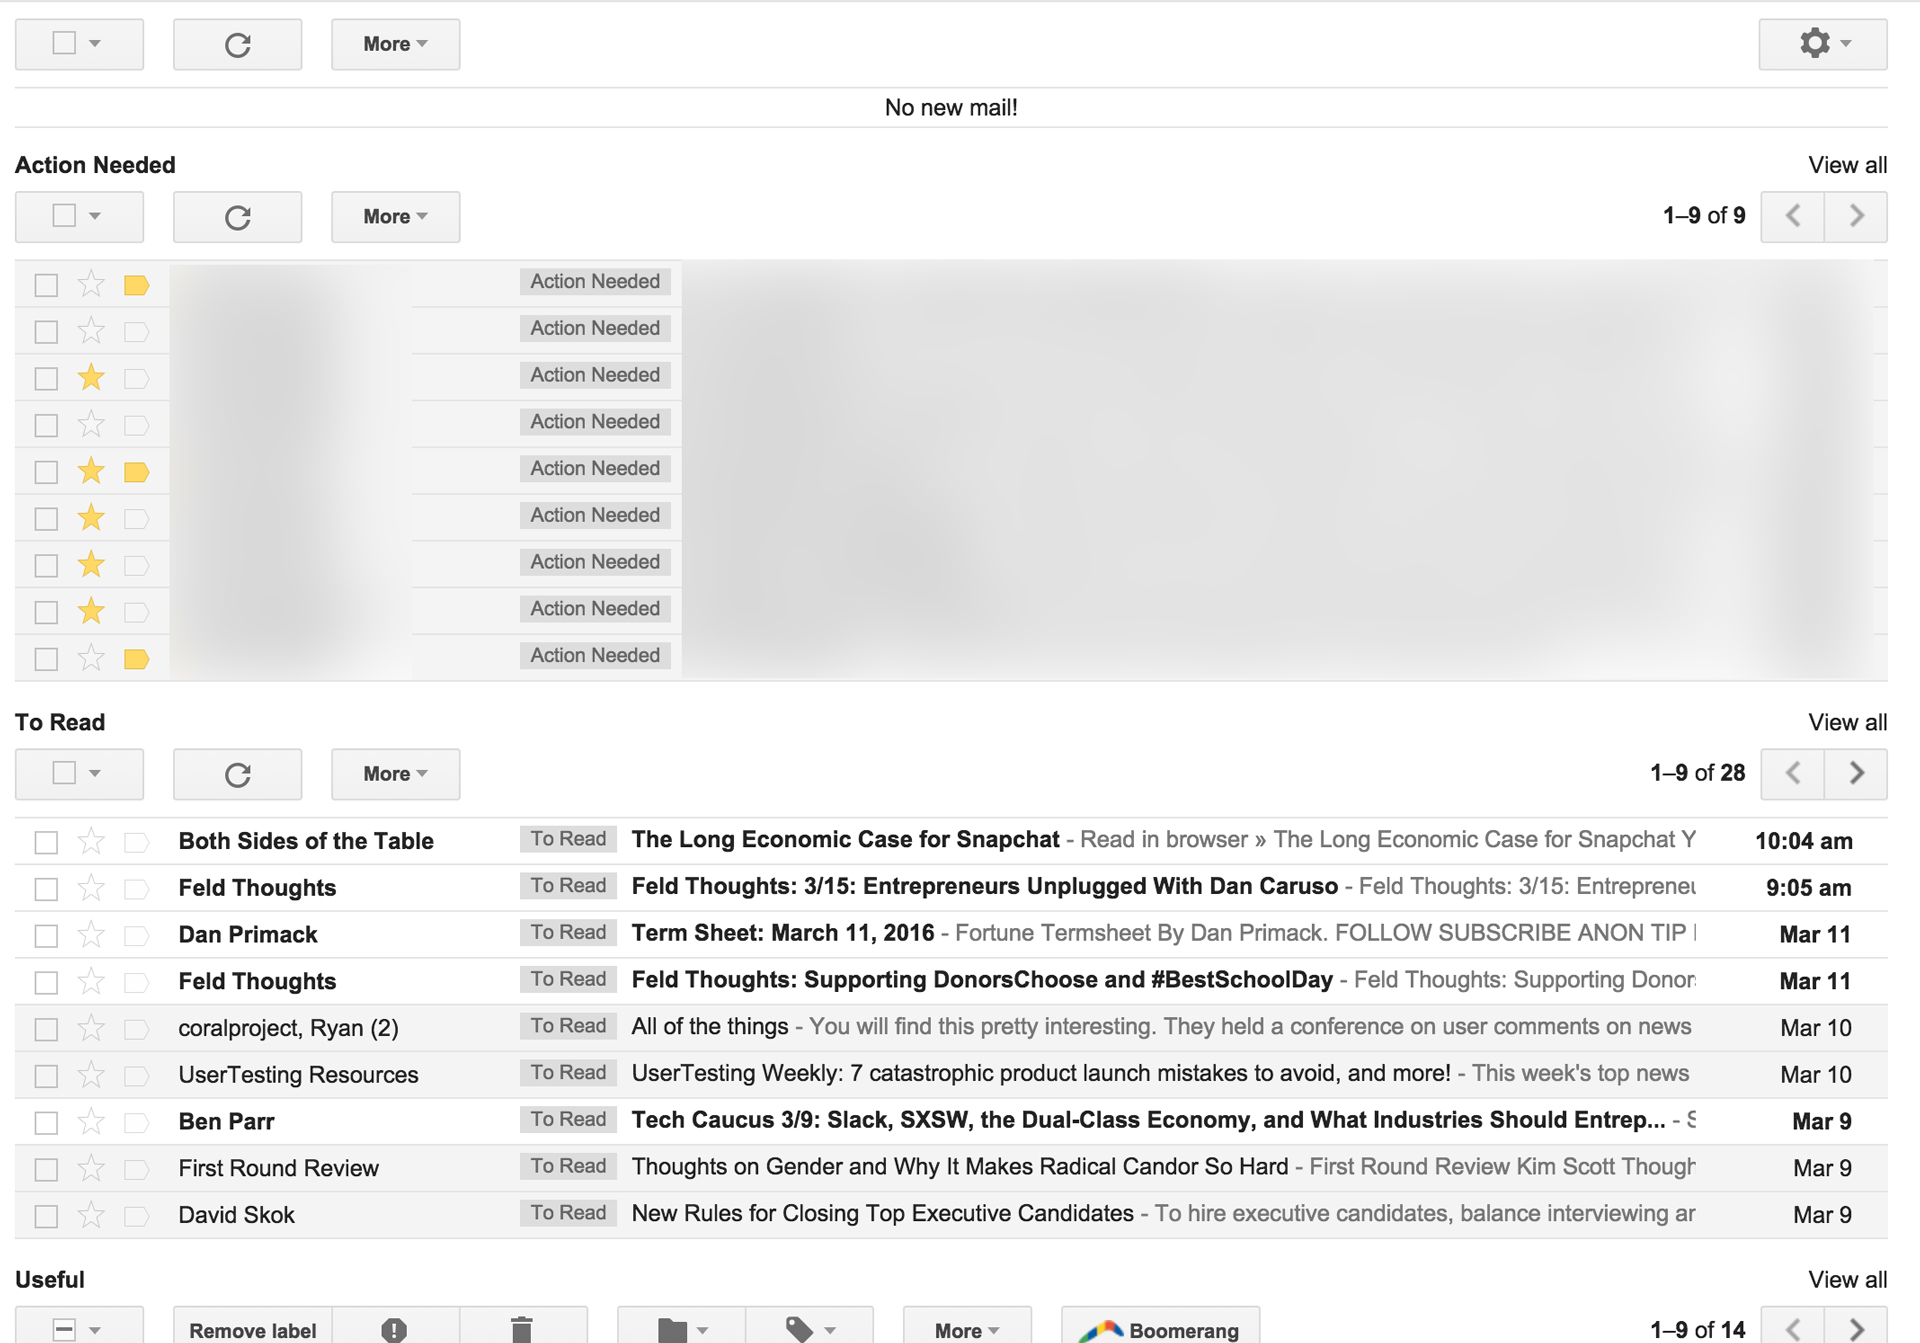 More
No new mail!
Action Needed View all
More 1–9 of 9
Action Needed
Action Needed
Action Needed
Action Needed
Action Needed
Action Needed
Action Needed
Action Needed
Action Needed
To Read View all
More 1–9 of 28
Both Sides of the Table To Read The Long Economic Case for Snapchat - Read in browser » The Long Economic Case for Snapchat Y 10:04 am
Feld Thoughts To Read Feld Thoughts: 3/15: Entrepreneurs Unplugged With Dan Caruso - Feld Thoughts: 3/15: Entrepreneu 9:05 am
Dan Primack To Read Term Sheet: March 11, 2016 - Fortune Termsheet By Dan Primack. FOLLOW SUBSCRIBE ANON TIP Mar 11
Feld Thoughts To Read Feld Thoughts: Supporting DonorsChoose and #BestSchoolDay - Feld Thoughts: Supporting Donor Mar 11
coralproject, Ryan (2) To Read All of the things - You will find this pretty interesting. They held a conference on user comments on news Mar 10
UserTesting Resources To Read UserTesting Weekly: 7 catastrophic product launch mistakes to avoid, and more! - This week's top news Mar 10
Ben Parr To Read Tech Caucus 3/9: Slack, SXSW, the Dual-Class Economy, and What Industries Should Entrep... - S Mar 9
First Round Review To Read Thoughts on Gender and Why It Makes Radical Candor So Hard - First Round Review Kim Scott Though Mar 9
David Skok To Read New Rules for Closing Top Executive Candidates - To hire executive candidates, balance interviewing ar Mar 9
Useful View all
Remove label More Boomerang 1–9 of 14